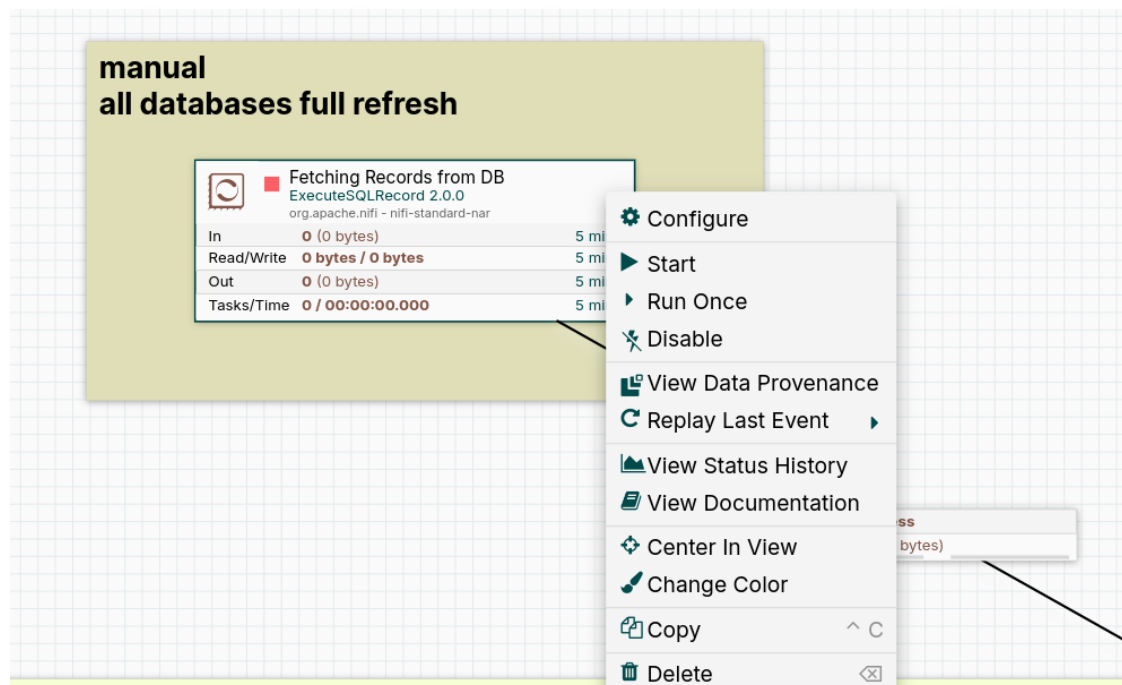 manual
all databases full refresh
Fetching Records from DB
ExecuteSQLRecord 2.0.0
org.apache.nifi - nifi-standard-nar
In 0 (0 bytes) 5 mi
Read/Write 0 bytes / 0 bytes 5 mi
Out 0 (0 bytes) 5 mi
Tasks/Time 0 / 00:00:00.000 5 mi
Configure
Start
Run Once
Disable
View Data Provenance
Replay Last Event
View Status History
View Documentation
ss
bytes)
Center In View
Change Color
Copy ^ C
Delete